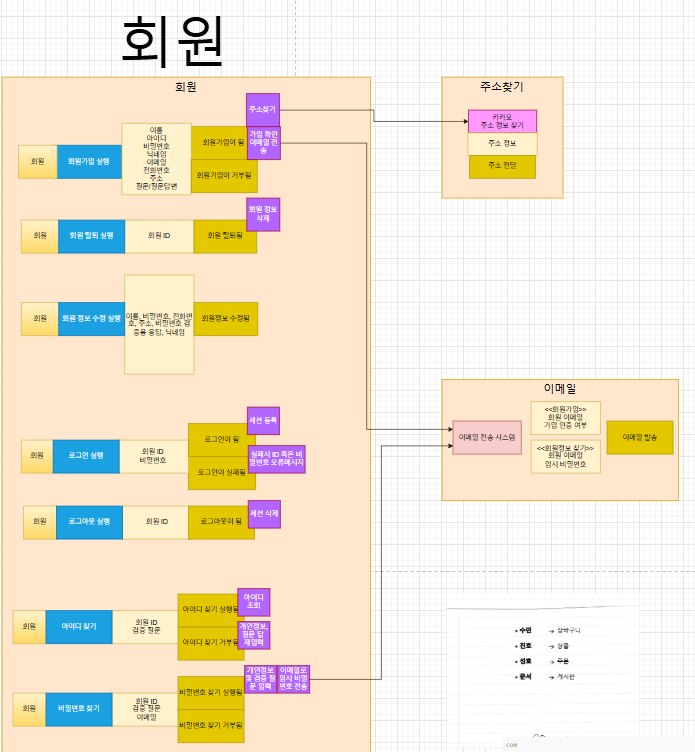 회원
회원
주소찾기
이름
아이디
비밀번호
닉네임
이메일
전화번호
주소
질문/질문답변
회원가입이 됨
가입 확인
이메일 전
송
회원
회원가입 실행
회원가입이 거부됨
회원 정보
삭제
회원
회원 탈퇴 실행
회원 ID
회원 탈퇴됨
회원
회원 정보 수정 실행
이름, 비밀번호, 전화번
호, 주소, 비밀번호 검
증용 응답, 닉네임
회원정보 수정됨
세션 등록
로그인이 됨
회원
로그인 실행
회원 ID
비밀번호
실패시 ID 혹은 비
밀번호 오류메시지
로그인이 실패됨
세션 삭제
회원
로그아웃 실행
회원 ID
로그아웃이 됨
아이디
조회
아이디 찾기 실행됨
회원
아이디 찾기
회원 ID
검증 질문
개인정보,
질문 답
재입력
아이디 찾기 거부됨
개인정보
및 검증 질
문 입력
이메일로
임시 비밀
번호 전송
비밀번호 찾기 실행됨
회원
비밀번호 찾기
회원 ID
검증 질문
이메일
비밀번호 찾기 거부됨
주소찾기
카카오
주소 정보 찾기
주소 정보
주소 전달
이메일
이메일 전송 시스템
<<회원가입>>
회원 이메일
가입 인증 여부
<<회원정보 찾기>>
회원 이메일
임시 비밀번호
이메일 발송
• 수민 → 장바구니
• 진호 → 상품
• 성호 → 주문
• 준서 → 게시판
COM